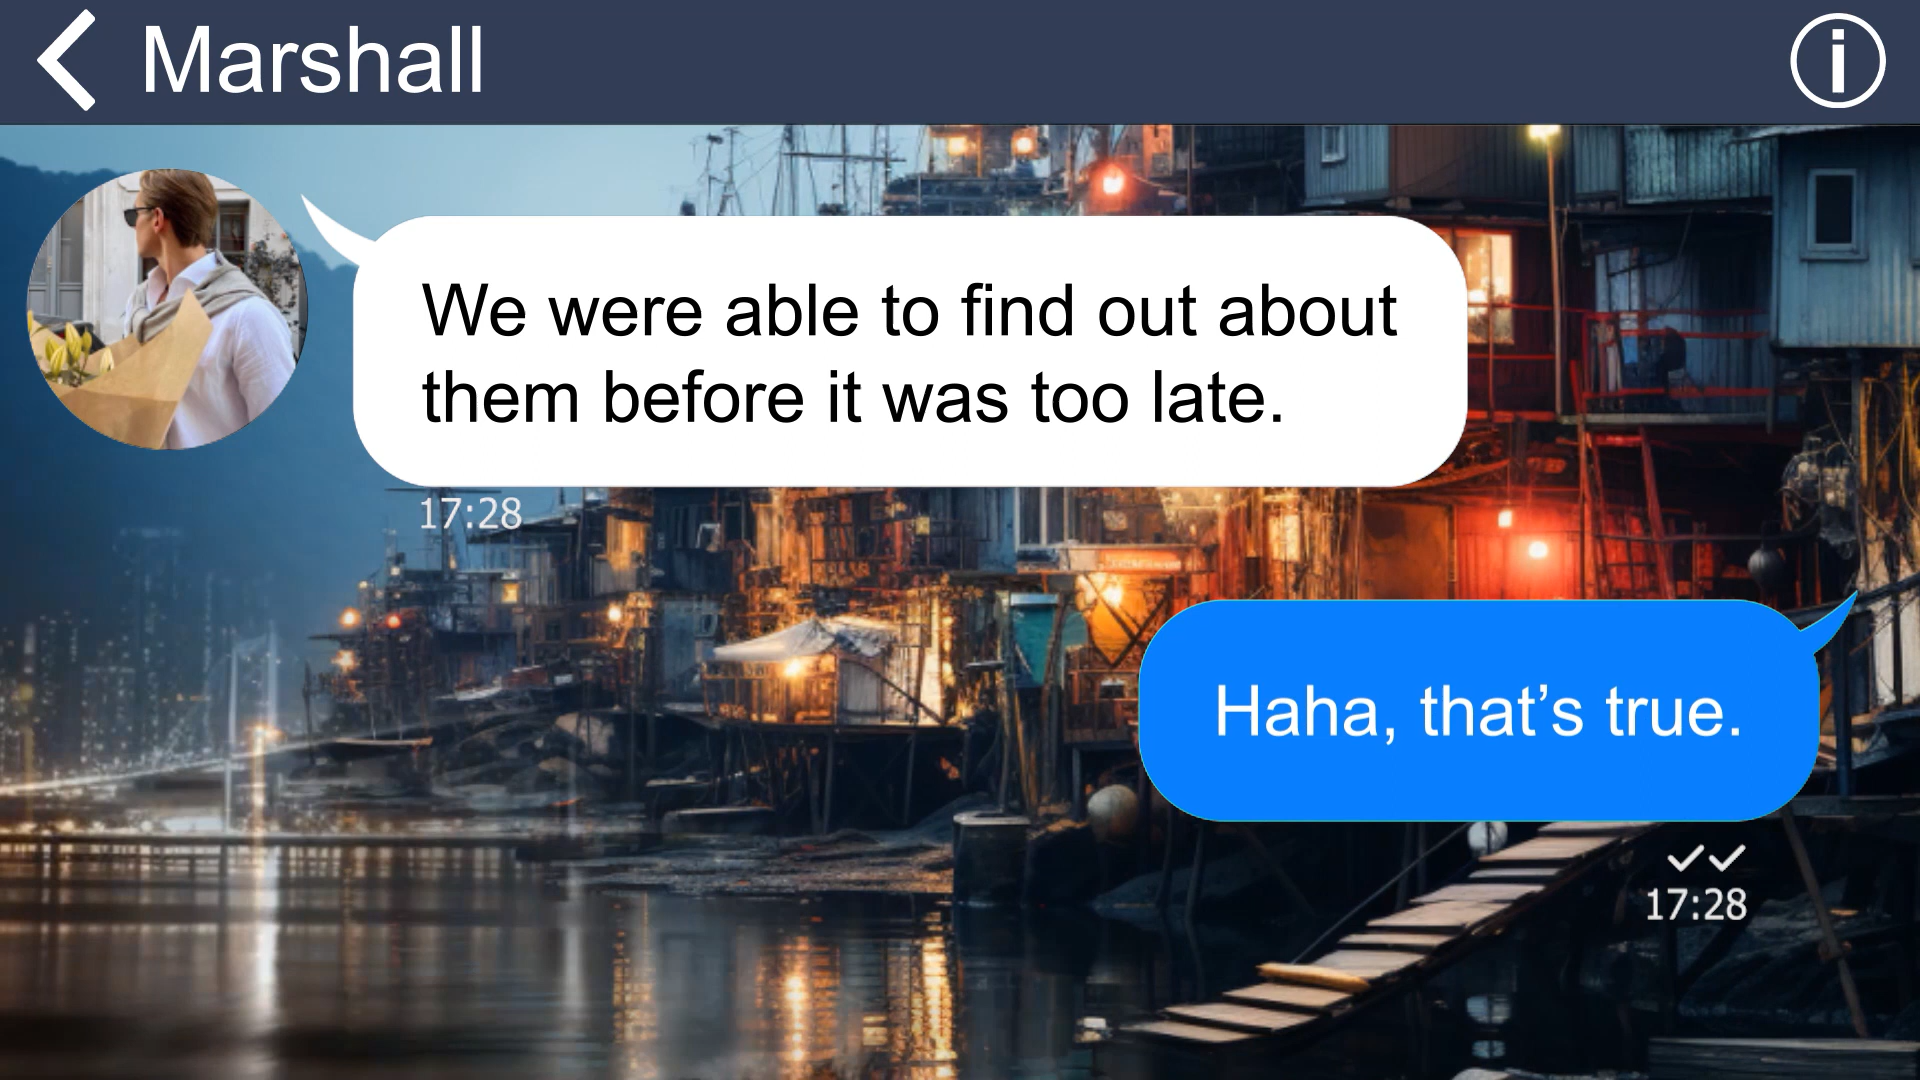 Marshall
We were able to find out about
them before it was too late.
17:28
Haha, that’s true.
17:28